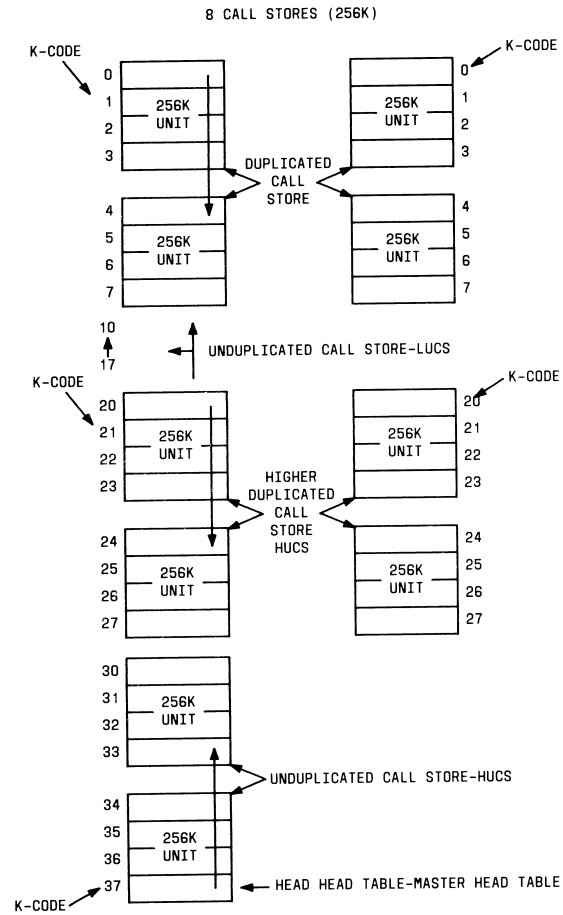 8 CALL STORES (256K)
K-CODE
K-CODE
0
1
2
3
256K
UNIT
256K
UNIT
0
1
2
3
DUPLICATED
CALL
STORE
4
5
6
7
256K
UNIT
256K
UNIT
4
5
6
7
10
17
UNDUPLICATED CALL STORE-LUCS
K-CODE
K-CODE
20
21
22
23
256K
UNIT
256K
UNIT
20
21
22
23
HIGHER
DUPLICATED
CALL
STORE
HUCS
24
25
26
27
256K
UNIT
256K
UNIT
24
25
26
27
30
31
32
33
256K
UNIT
UNDUPLICATED CALL STORE-HUCS
34
35
36
37
256K
UNIT
HEAD HEAD TABLE-MASTER HEAD TABLE
K-CODE